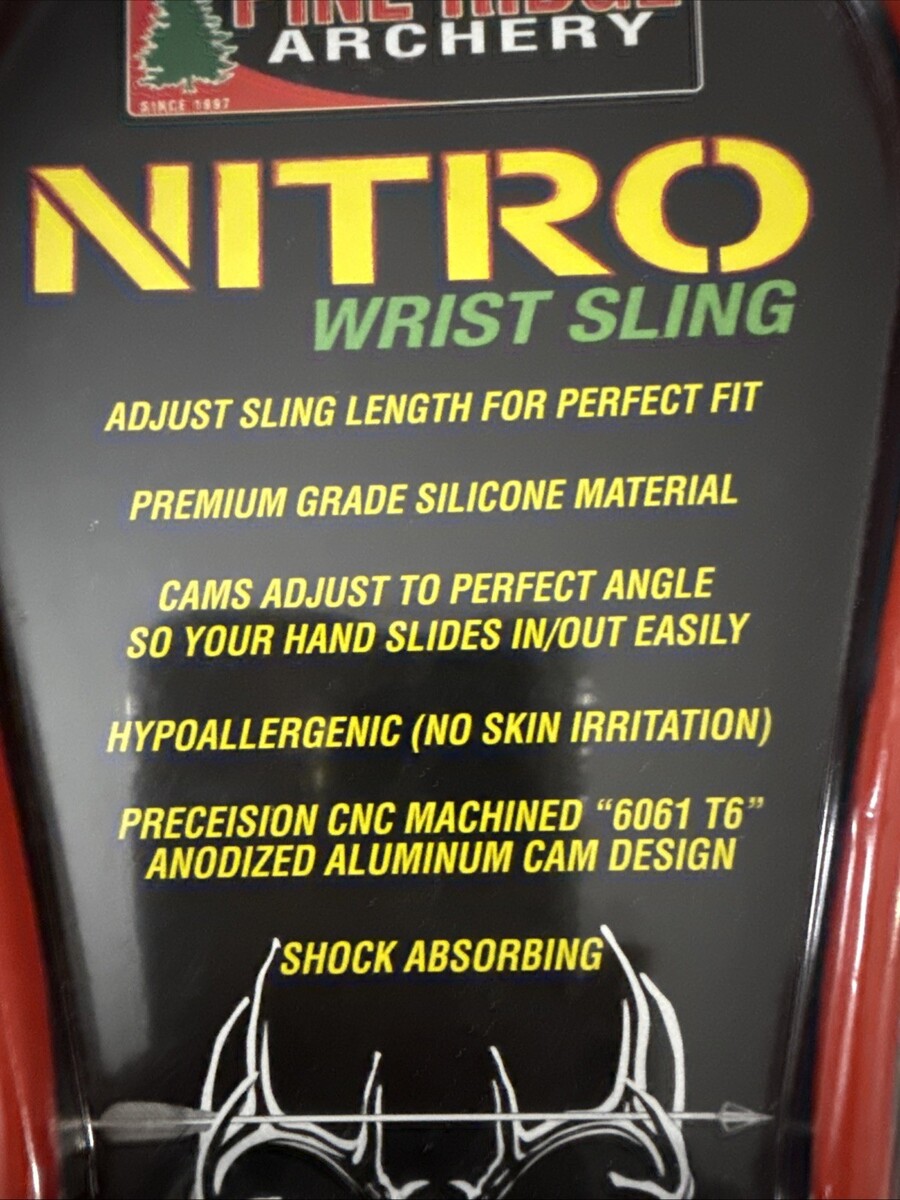 PINE RIDGE
ARCHERY
SINCE 1997
NITRO
WRIST SLING
ADJUST SLING LENGTH FOR PERFECT FIT
PREMIUM GRADE SILICONE MATERIAL
CAMS ADJUST TO PERFECT ANGLE
SO YOUR HAND SLIDES IN/OUT EASILY
HYPOALLERGENIC (NO SKIN IRRITATION)
PRECEISION CNC MACHINED “6061 T6”
ANODIZED ALUMINUM CAM DESIGN
SHOCK ABSORBING